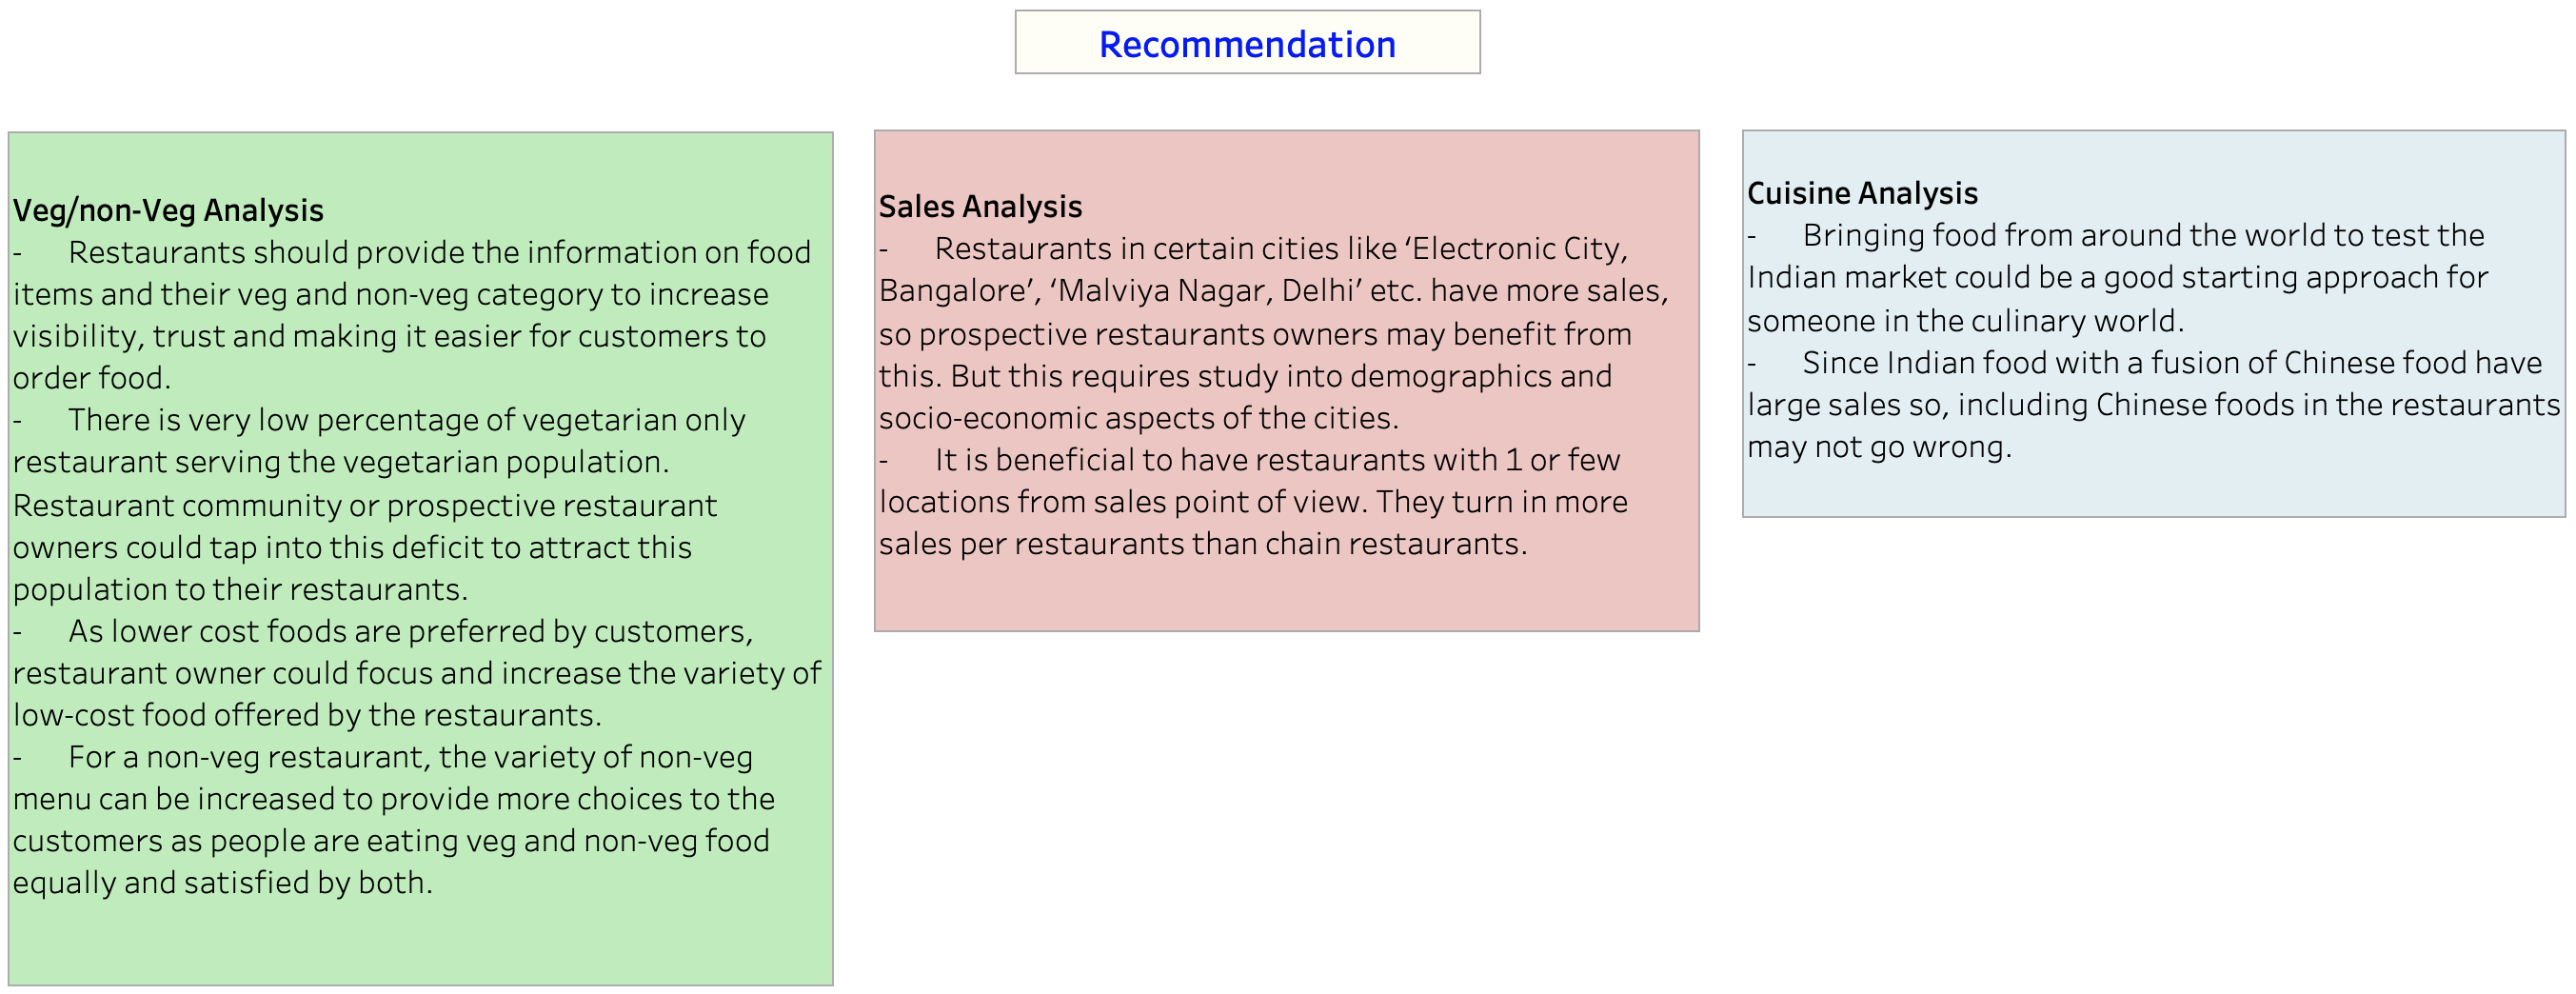 Recommendation
Veg/non-Veg Analysis
- Restaurants should provide the information on food
items and their veg and non-veg category to increase
visibility, trust and making it easier for customers to
order food.
- There is very low percentage of vegetarian only
restaurant serving the vegetarian population.
Restaurant community or prospective restaurant
owners could tap into this deficit to attract this
population to their restaurants.
- As lower cost foods are preferred by customers,
restaurant owner could focus and increase the variety of
low-cost food offered by the restaurants.
- For a non-veg restaurant, the variety of non-veg
menu can be increased to provide more choices to the
customers as people are eating veg and non-veg food
equally and satisfied by both.
Sales Analysis
- Restaurants in certain cities like ‘Electronic City,
Bangalore’, ‘Malviya Nagar, Delhi’ etc. have more sales,
so prospective restaurants owners may benefit from
this. But this requires study into demographics and
socio-economic aspects of the cities.
- It is beneficial to have restaurants with 1 or few
locations from sales point of view. They turn in more
sales per restaurants than chain restaurants.
Cuisine Analysis
- Bringing food from around the world to test the
Indian market could be a good starting approach for
someone in the culinary world.
- Since Indian food with a fusion of Chinese food have
large sales so, including Chinese foods in the restaurants
may not go wrong.